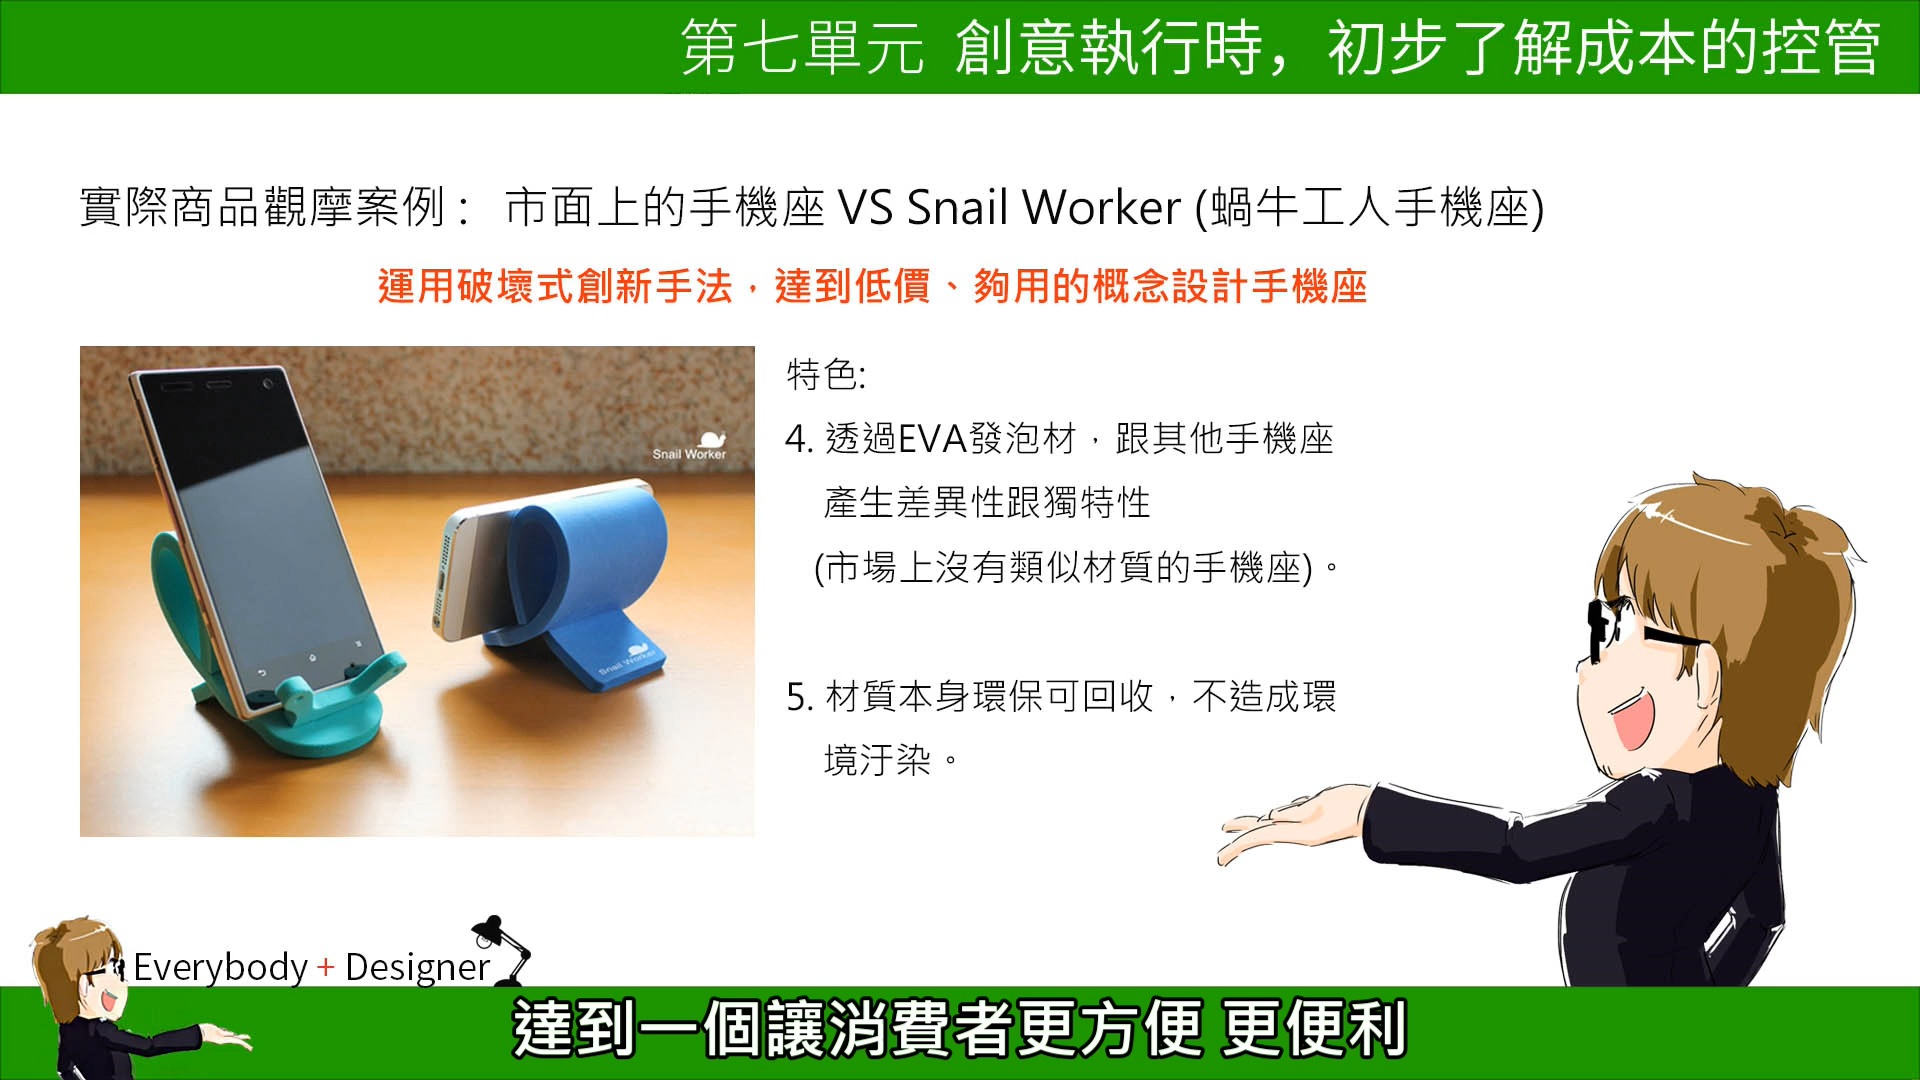 第七單元 創意執行時，初步了解成本的控管
實際商品觀摩案例： 市面上的手機座 VS Snail Worker (蝸牛工人手機座)
運用破壞式創新手法，達到低價、夠用的概念設計手機座
Snail Worker
Snail Worker
特色:
4. 透過EVA發泡材，跟其他手機座
產生差異性跟獨特性
(市場上沒有類似材質的手機座)。
5. 材質本身環保可回收，不造成環
境汙染。
Everybody + Designer
達到一個讓消費者更方便 更便利